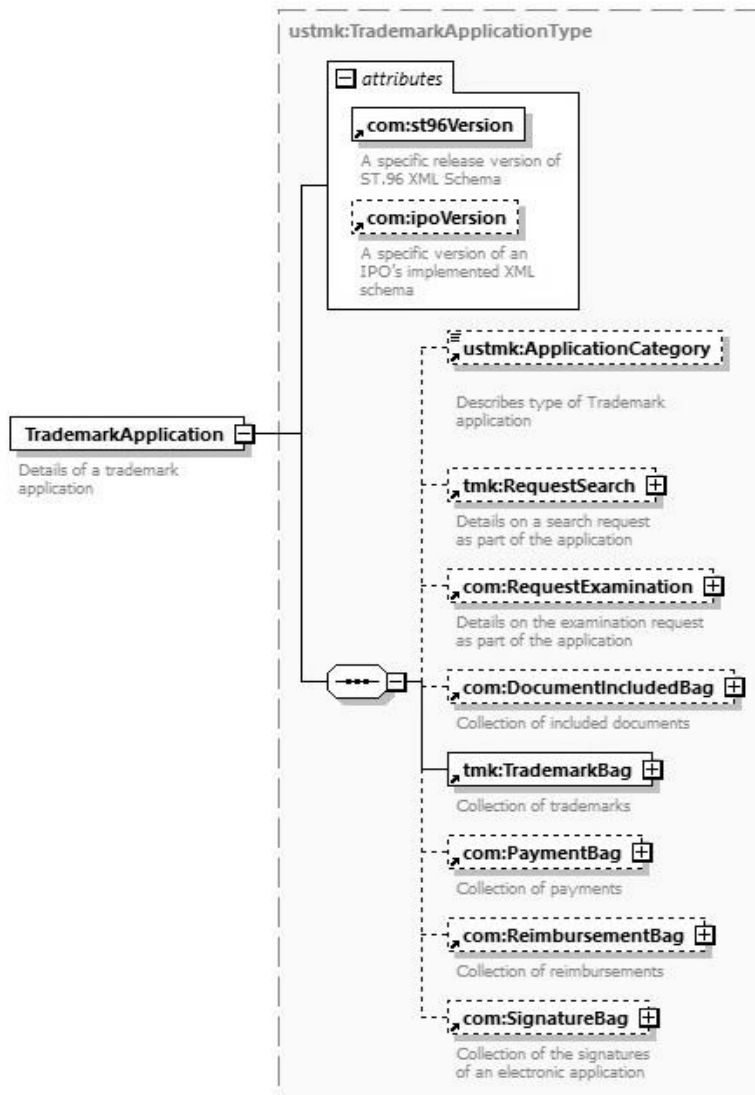 ustmk:TrademarkApplicationType
attributes
com:st96Version
A specific release version of
ST.96 XML Schema
com:ipoVersion
A specific version of an
IPO's implemented XML
schema
ustmk:ApplicationCategory
Describes type of Trademark
application
TrademarkApplication
Details of a trademark
application
tmk:RequestSearch
Details on a search request
as part of the application
com:RequestExamination
Details on the examination request
as part of the application
com:DocumentIncludedBag
Collection of included documents
tmk:TrademarkBag
Collection of trademarks
com:PaymentBag
Collection of payments
com:ReimbursementBag
Collection of reimbursements
com:SignatureBag
Collection of the signatures
of an electronic application